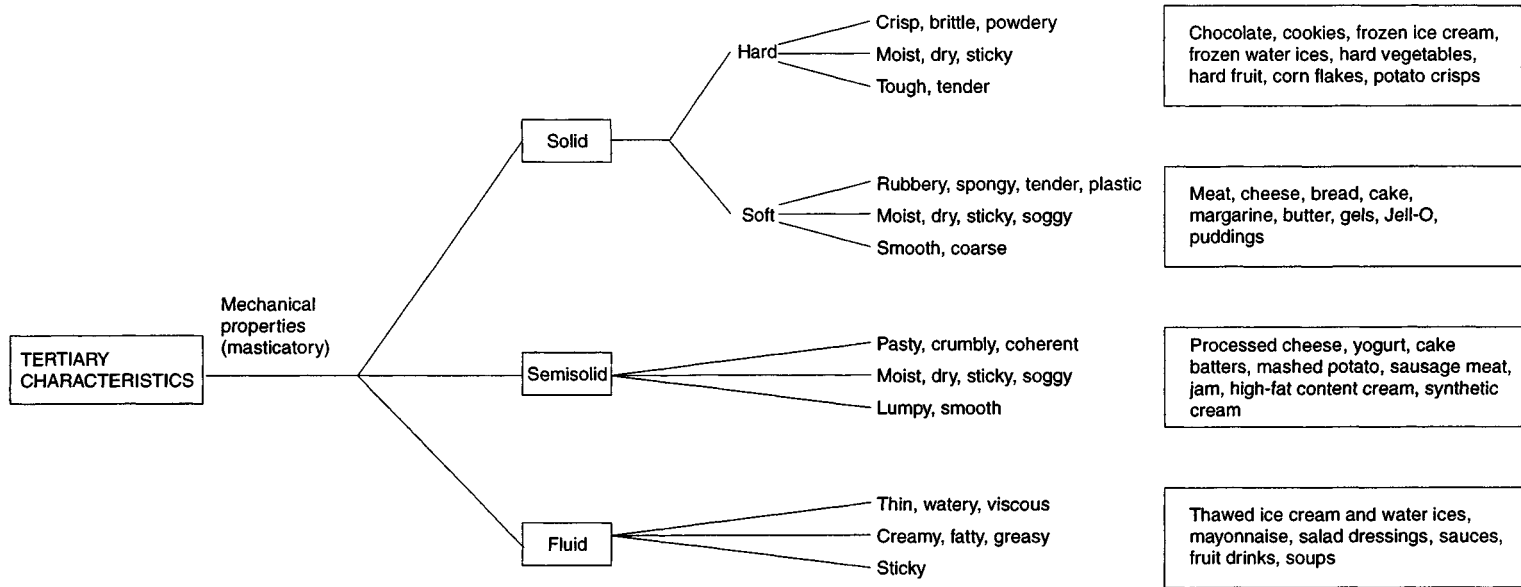 TERTIARY
CHARACTERISTICS
Mechanical
properties
(masticatory)
Solid
Hard
Crisp, brittle, powdery
Moist, dry, sticky
Tough, tender
Chocolate, cookies, frozen ice cream,
frozen water ices, hard vegetables,
hard fruit, corn flakes, potato crisps
Soft
Rubbery, spongy, tender, plastic
Moist, dry, sticky, soggy
Smooth, coarse
Meat, cheese, bread, cake,
margarine, butter, gels, Jell-O,
puddings
Semisolid
Pasty, crumbly, coherent
Moist, dry, sticky, soggy
Lumpy, smooth
Processed cheese, yogurt, cake
batters, mashed potato, sausage meat,
jam, high-fat content cream, synthetic
cream
Fluid
Thin, watery, viscous
Creamy, fatty, greasy
Sticky
Thawed ice cream and water ices,
mayonnaise, salad dressings, sauces,
fruit drinks, soups